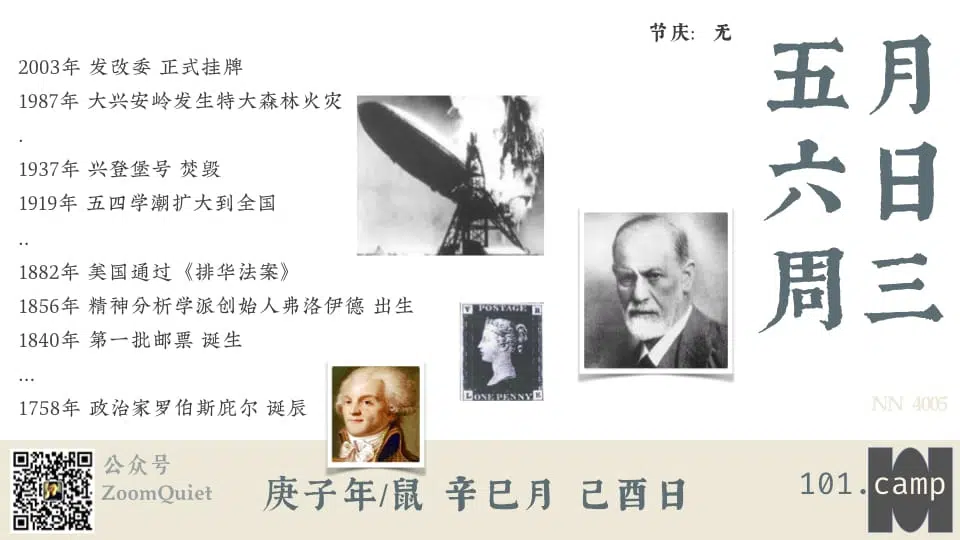 节庆: 无
五月
六日
周三
2003年 发改委 正式挂牌
1987年 大兴安岭发生特大森林火灾
.
1937年 兴登堡号 焚毁
1919年 五四学潮扩大到全国
..
1882年 美国通过《排华法案》
1856年 精神分析学派创始人弗洛伊德 出生
1840年 第一批邮票 诞生
...
1758年 政治家罗伯斯庇尔 诞辰
POSTAGE
ONE PENNY
NN 4005
公众号
ZoomQuiet
庚子年/鼠 辛巳月 己酉日
101.camp